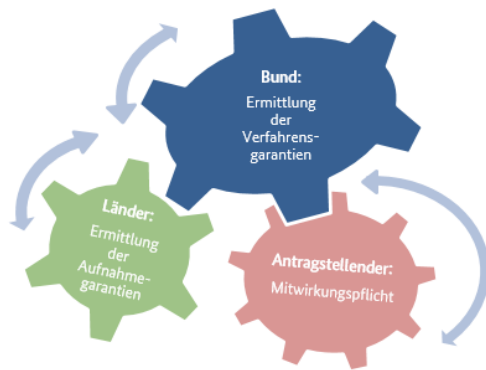 Bund:
Ermittlung
der
Verfahrens-
garantien
Länder:
Ermittlung
der
Aufnahme-
garantien
Antragstellender:
Mitwirkungspflicht